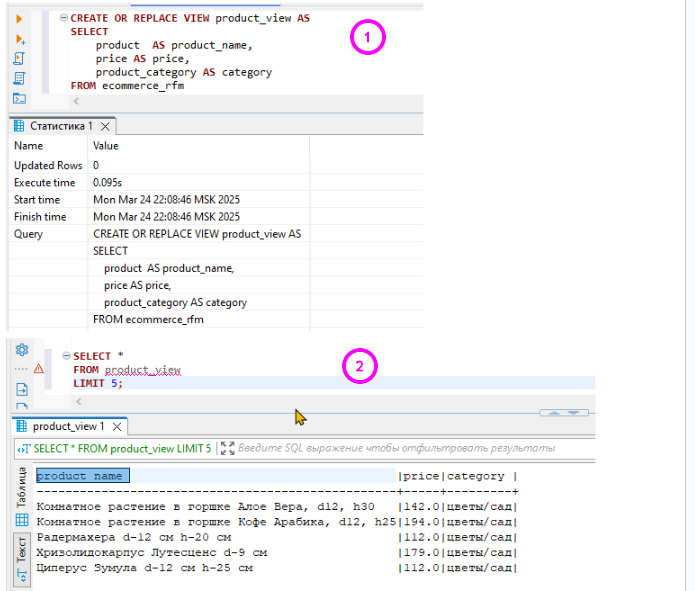 CREATE OR REPLACE VIEW product_view AS
SELECT
product AS product_name,
price AS price,
product_category AS category
FROM ecommerce_rfm
1
Статистика 1
Name Value
Updated Rows 0
Execute time 0.095s
Start time Mon Mar 24 22:08:46 MSK 2025
Finish time Mon Mar 24 22:08:46 MSK 2025
Query CREATE OR REPLACE VIEW product_view AS
SELECT
product AS product_name,
price AS price,
product_category AS category
FROM ecommerce_rfm
SELECT *
FROM product_view
LIMIT 5;
2
product_view 1
SELECT * FROM product_view LIMIT 5 Введите SQL выражение чтобы отфильтровать результаты
Таблица
Текст
product_name |price|category |
---------------------------------------------+-----+---------+
Комнатное растение в горшке Алое Вера, d12, h30 |142.0|цветы/сад|
Комнатное растение в горшке Кофе Арабика, d12, h25|194.0|цветы/сад|
Радермахера d-12 см h-20 см |112.0|цветы/сад|
Хризолидокарпус Лутесценс d-9 см |179.0|цветы/сад|
Циперус Зумула d-12 см h-25 см |112.0|цветы/сад|